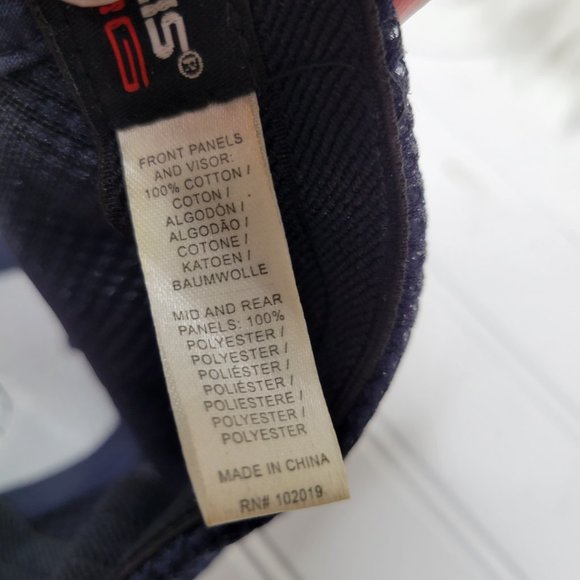 FRONT PANELS
AND VISOR:
100% COTTON /
COTON /
ALGODÓN /
ALGODÃO /
COTONE /
KATOEN /
BAUMWOLLE
MID AND REAR
PANELS: 100%
POLYESTER /
POLYESTER /
POLIÉSTER /
POLIÉSTER /
POLIESTERE /
POLYESTER /
POLYESTER
MADE IN CHINA
RN# 102019